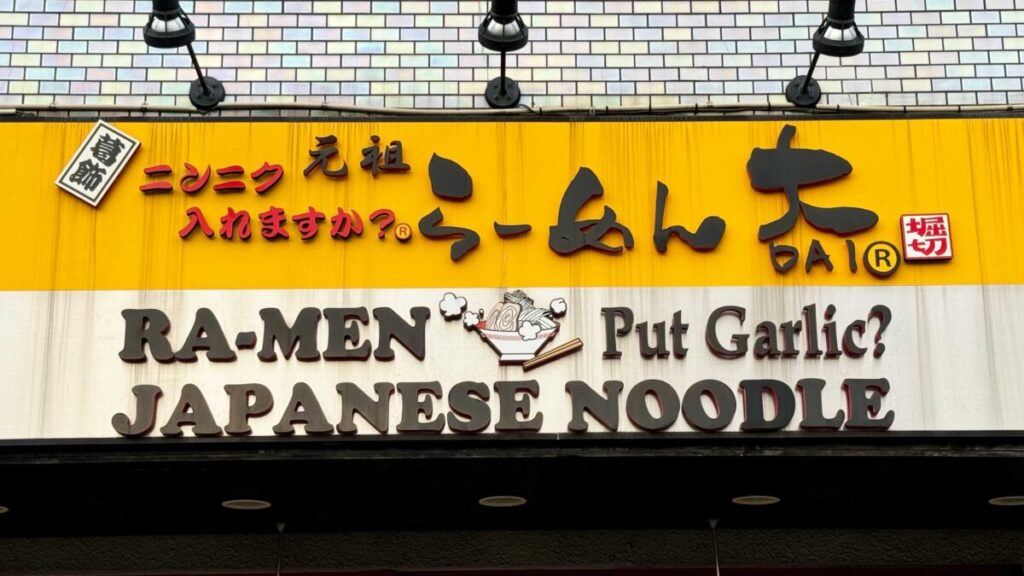 葛飾
ニンニク
入れますか?®
元祖
らーめん 大
DAI®
堀切
RA-MEN Put Garlic?
JAPANESE NOODLE